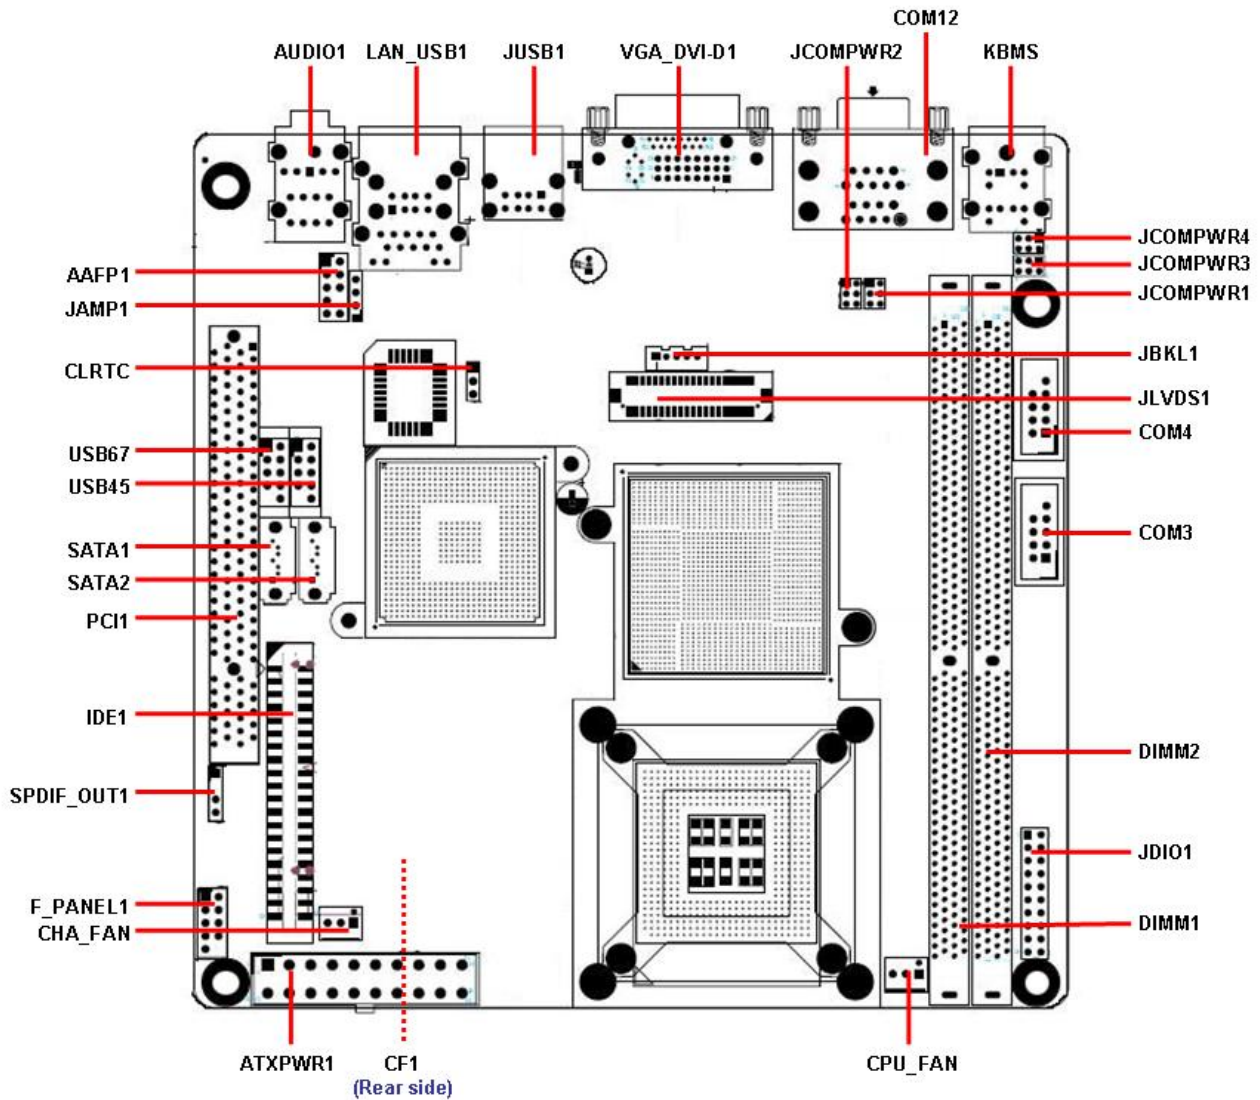 COM12
AUDIO1 LAN_USB1 JUSB1 VGA_DVI-D1 JCOMPWR2 KBMS
JCOMPWR4
JCOMPWR3
AAFP1
JCOMPWR1
JAMP1
JBKL1
CLRTC
JLVDS1
COM4
USB67
USB45
COM3
SATA1
SATA2
PCI1
IDE1
DIMM2
SPDIF_OUT1
JDIO1
F_PANEL1
DIMM1
CHA_FAN
ATXPWR1 CF1 CPU_FAN
(Rear side)